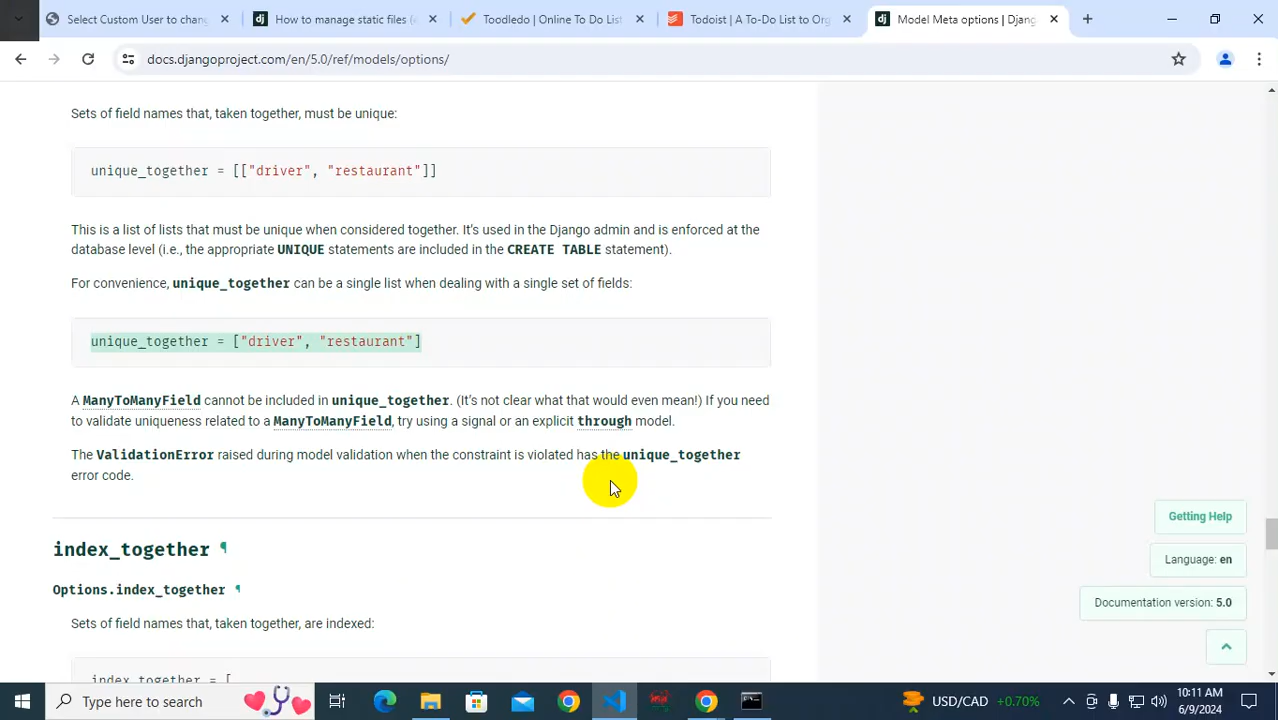 Select Custom User to chang
How to manage static files (
Toodledo | Online To Do List
Todoist | A To-Do List to Org
Model Meta options | Djang
docs.djangoproject.com/en/5.0/ref/models/options/
Sets of field names that, taken together, must be unique:
unique_together = [["driver", "restaurant"]]
This is a list of lists that must be unique when considered together. It's used in the Django admin and is enforced at the
database level (i.e., the appropriate UNIQUE statements are included in the CREATE TABLE statement).
For convenience, unique_together can be a single list when dealing with a single set of fields:
unique_together = ["driver", "restaurant"]
A ManyToManyField cannot be included in unique_together. (It's not clear what that would even mean!) If you need
to validate uniqueness related to a ManyToManyField, try using a signal or an explicit through model.
The ValidationError raised during model validation when the constraint is violated has the unique_together
error code.
index_together ¶
Options.index_together ¶
Sets of field names that, taken together, are indexed:
index_together = [
Getting Help
Language: en
Documentation version: 5.0
Type here to search
USD/CAD +0.70%
10:11 AM
6/9/2024